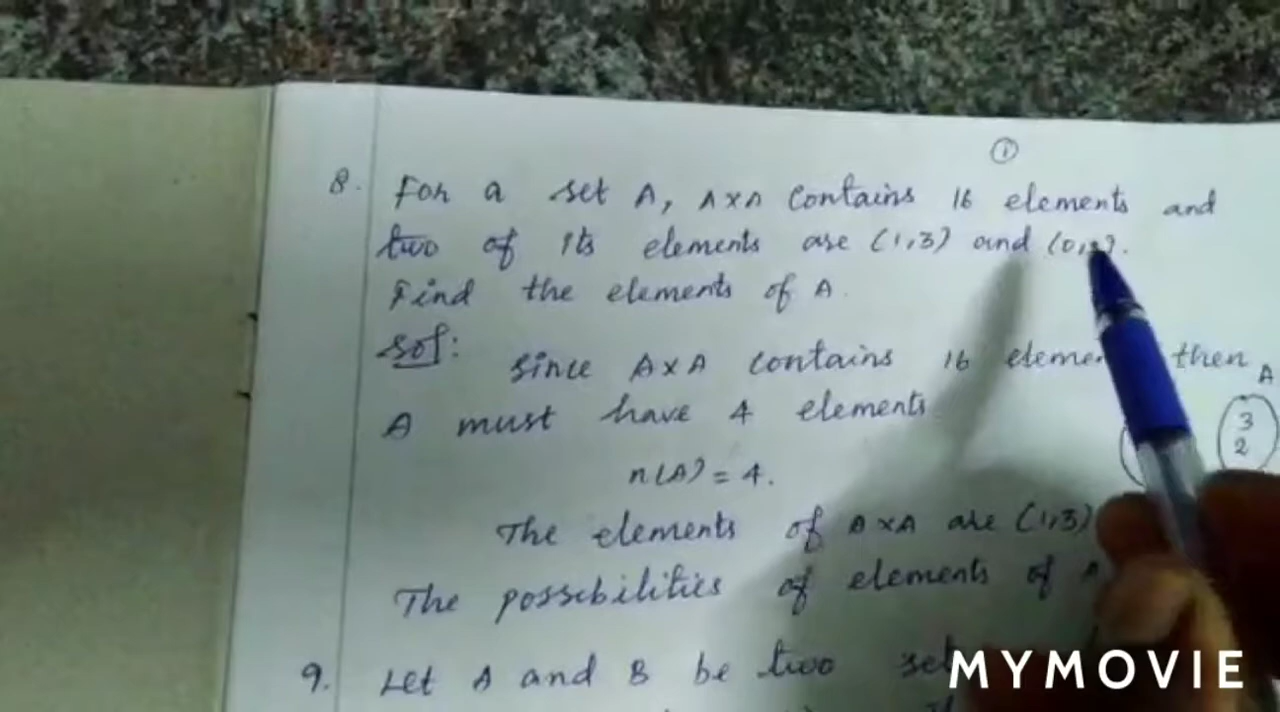 ①
8. For a set A, A×A contains 16 elements and
two of its elements are (1,3) and (0,
Find the elements of A.
Sol:
Since A×A contains 16 then
A must have 4 elements.
n(A) = 4.
A
3
2
The elements of A×A are (1,3)
The possibilities of elements of A
9. Let A and B be two
MYMOVIE